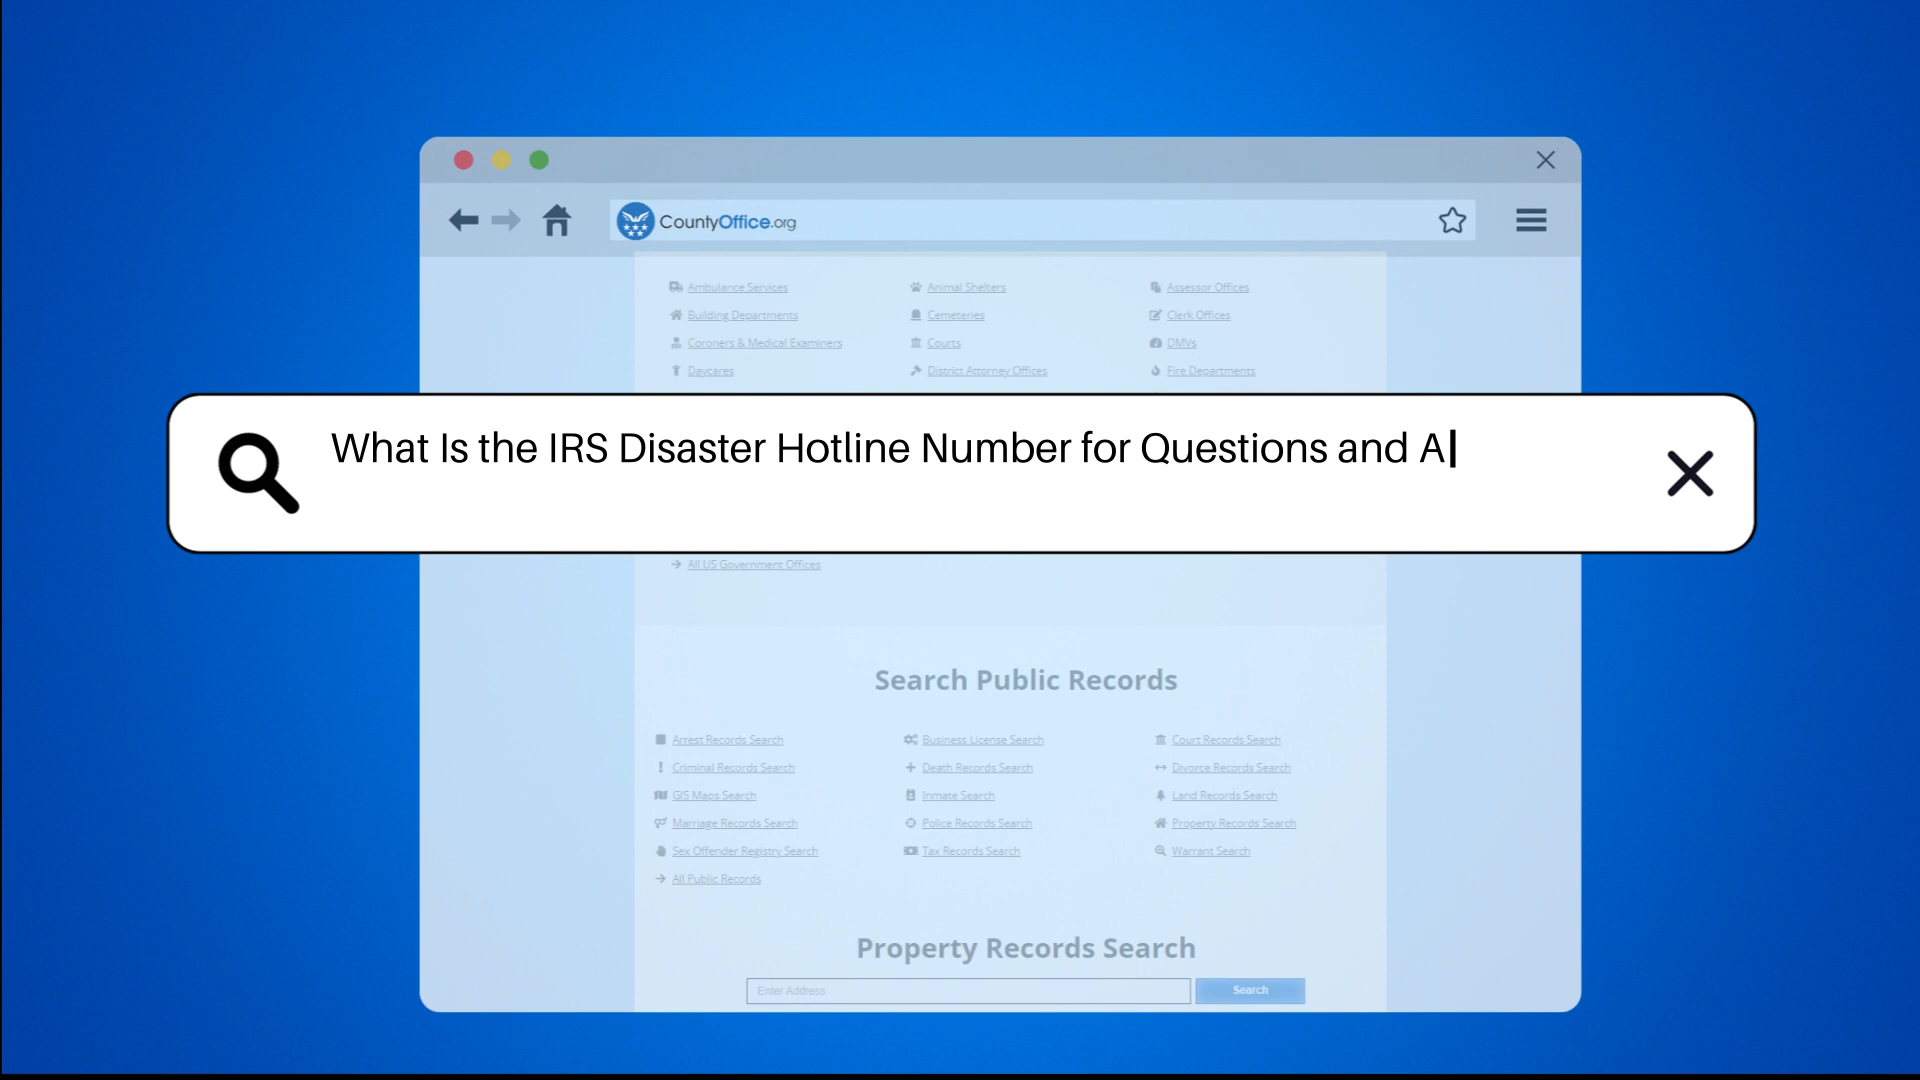 CountyOffice.org
Ambulance Services
Animal Shelters
Assessor Offices
Building Departments
Cemeteries
Clerk Offices
Coroners & Medical Examiners
Courts
DMVs
Daycares
District Attorney Offices
Fire Departments
What Is the IRS Disaster Hotline Number for Questions and A
All US Government Offices
Search Public Records
Arrest Records Search
Business License Search
Court Records Search
Criminal Records Search
Death Records Search
Divorce Records Search
GIS Maps Search
Inmate Search
Land Records Search
Marriage Records Search
Police Records Search
Property Records Search
Sex Offender Registry Search
Tax Records Search
Warrant Search
All Public Records
Property Records Search
Enter Address
Search